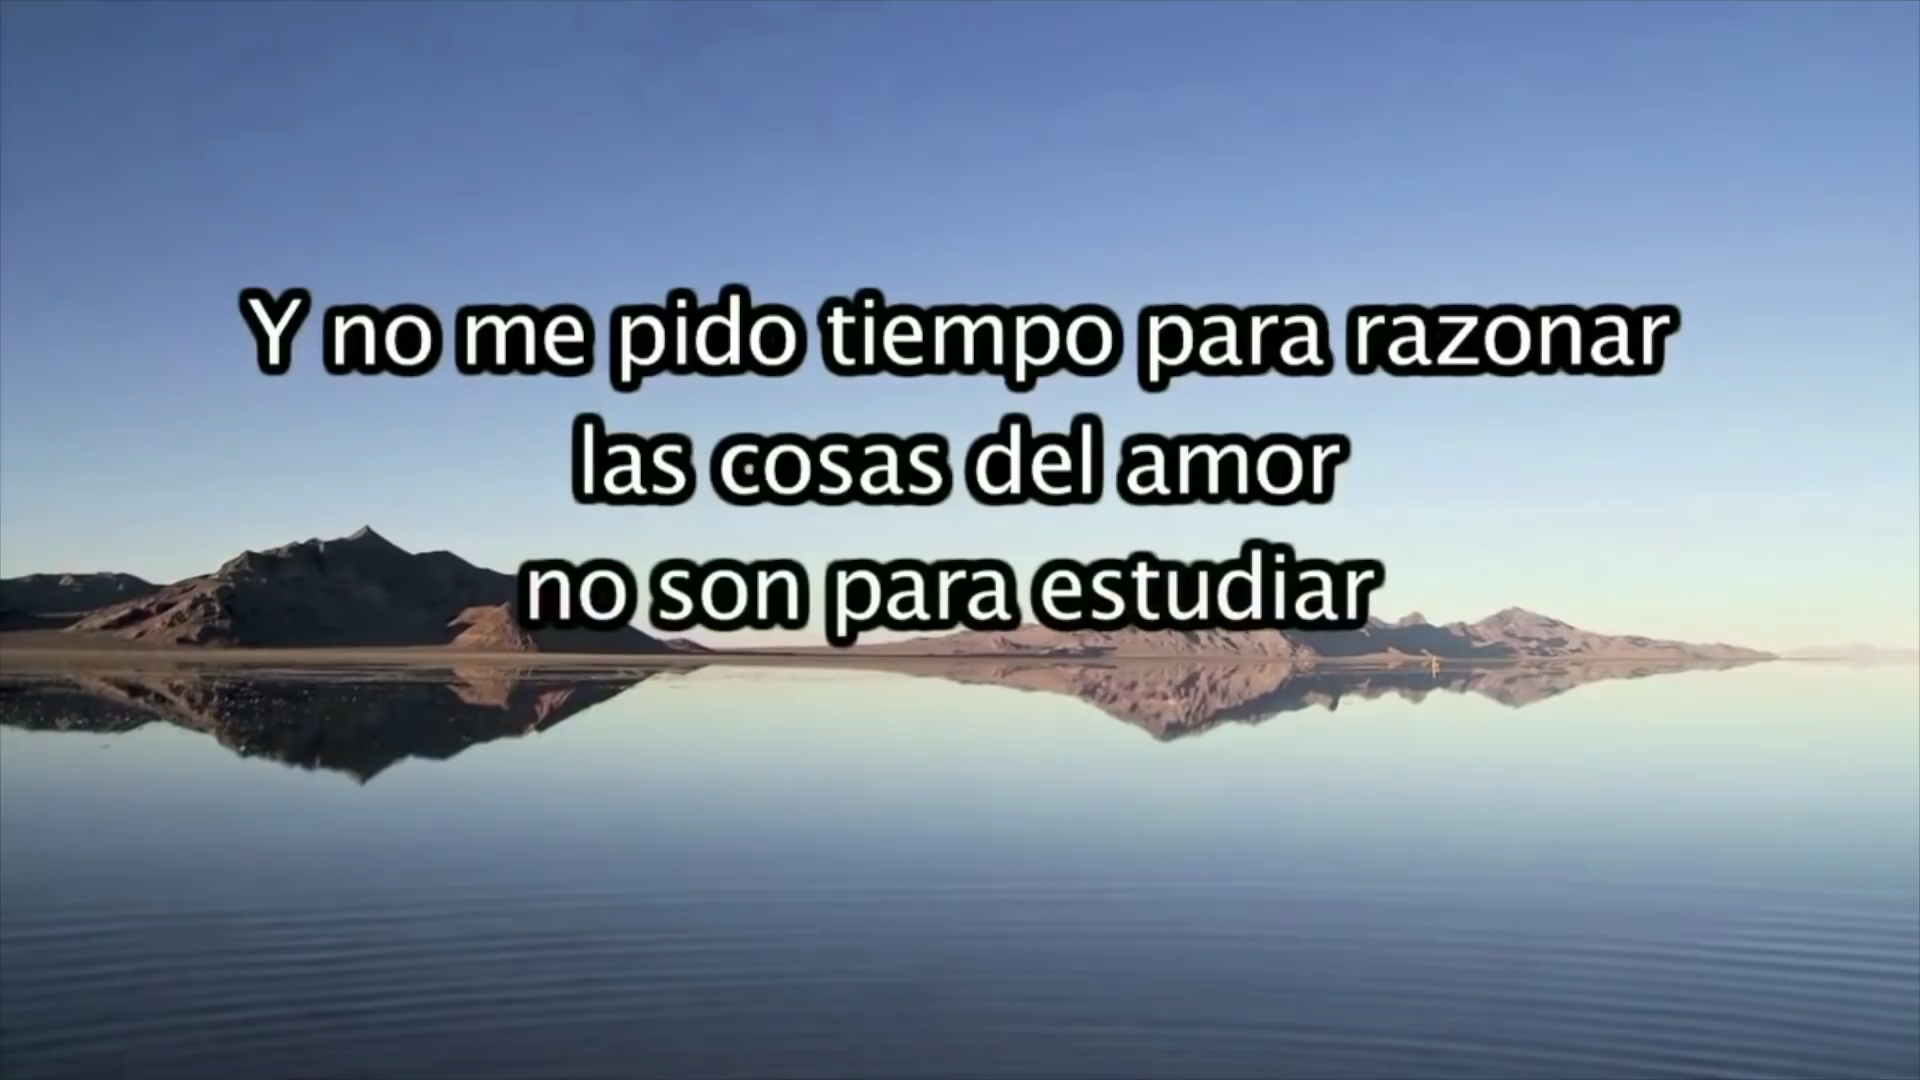 Y no me pido tiempo para razonar
las cosas del amor
no son para estudiar